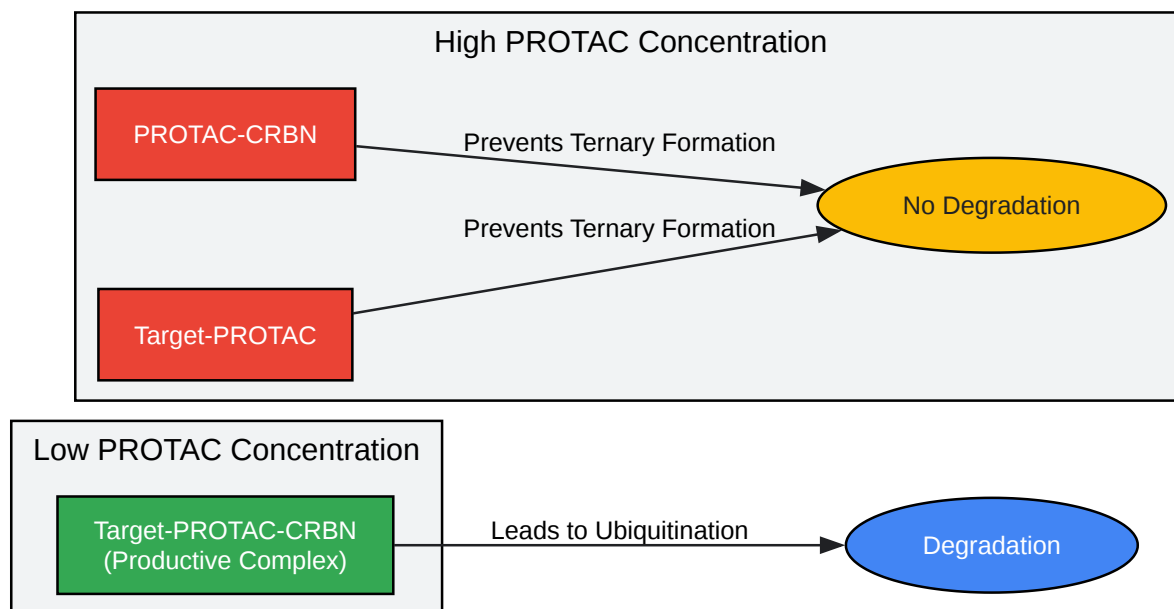 High PROTAC Concentration
PROTAC-CRBN
Prevents Ternary Formation
No Degradation
Prevents Ternary Formation
Target-PROTAC
Low PROTAC Concentration
Target-PROTAC-CRBN
(Productive Complex)
Leads to Ubiquitination
Degradation